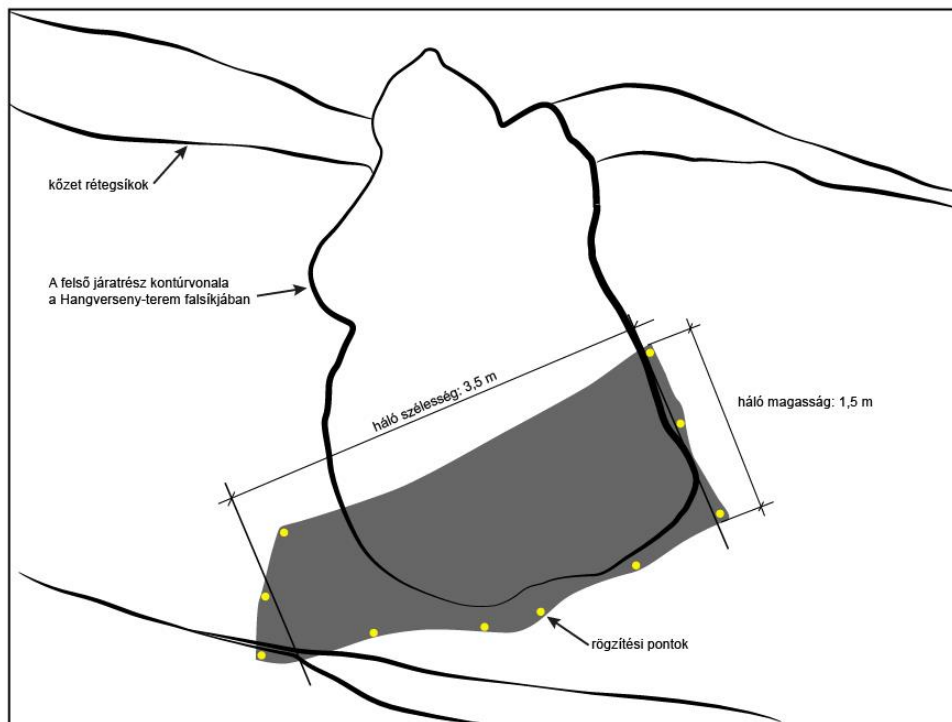 kőzet rétegsíkok
A felső járatrész kontúrvonala
a Hangverseny-terem falsíkjában
háló szélesség: 3,5 m
háló magasság: 1,5 m
rögzítési pontok